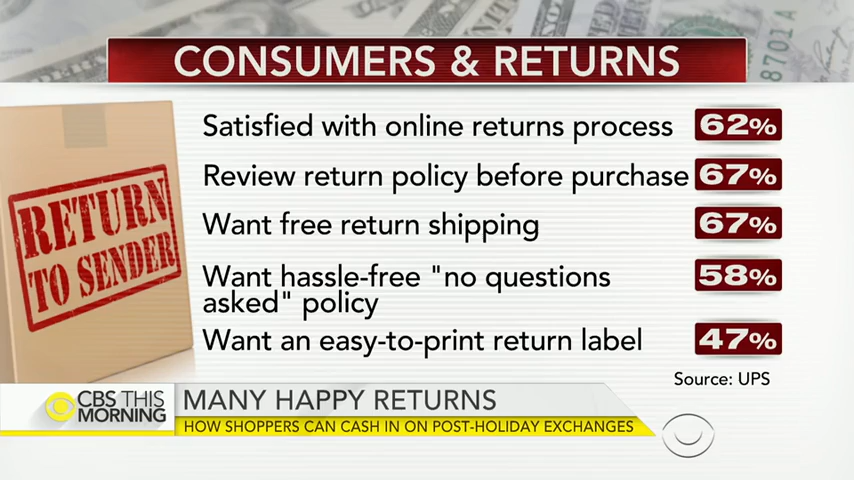 8701A
CONSUMERS & RETURNS
Satisfied with online returns process 62%
Review return policy before purchase 67%
Want free return shipping 67%
Want hassle-free "no questions 58%
asked" policy
Want an easy-to-print return label 47%
RETURN
TO SENDER
Source: UPS
CBS THIS
MORNING
MANY HAPPY RETURNS
HOW SHOPPERS CAN CASH IN ON POST-HOLIDAY EXCHANGES